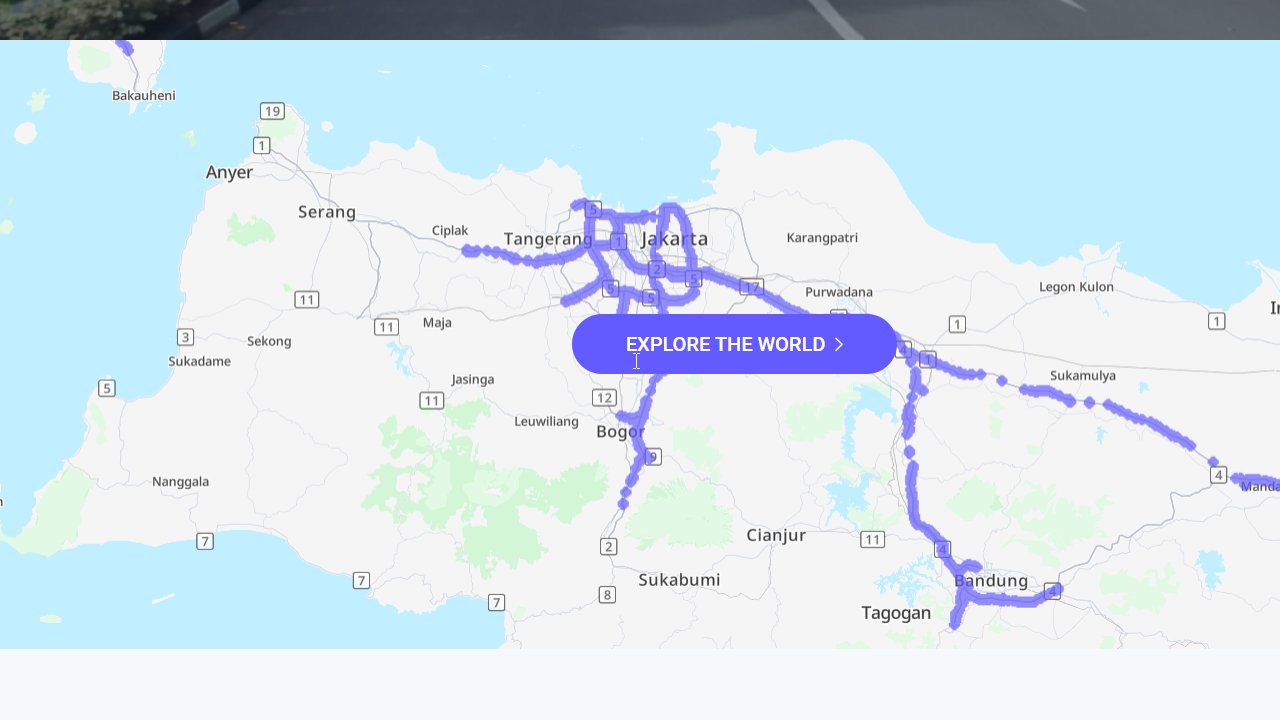 Bakauheni
19
1
Anyer
Serang
Ciplak
5
Tangerang
1
Jakarta
Karangpatri
2
5
17
5
5
Purwadana
Legon Kulon
11
Maja
11
3
Sekong
1
1
EXPLORE THE WORLD
4
1
Sukadame
5
Jasinga
Sukamulya
11
12
Leuwiliang
Bogor
9
Nanggala
4
7
Cianjur
11
2
4
7
Sukabumi
Bandung
4
8
7
Tagogan